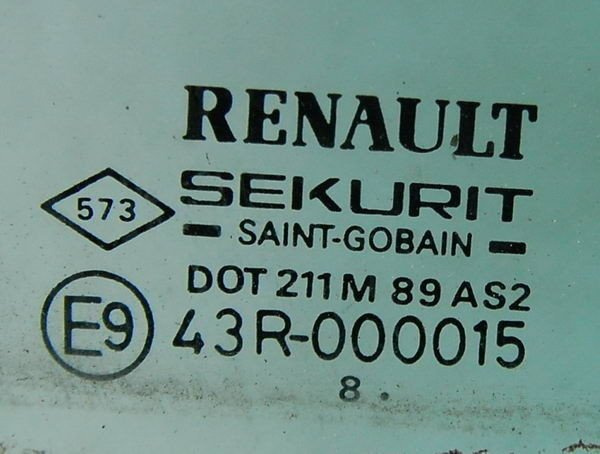 RENAULT
573
SEKURIT
SAINT-GOBAIN
DOT 211 M 89 AS2
E9
43R-000015
8 .